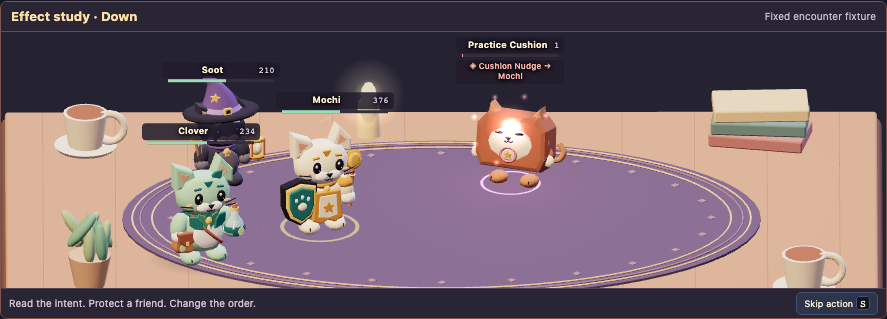 Effect study · Down
Fixed encounter fixture
Practice Cushion 1
◈ Cushion Nudge →
Mochi
Soot 210
Mochi 376
Clover 234
Read the intent. Protect a friend. Change the order.
Skip action S